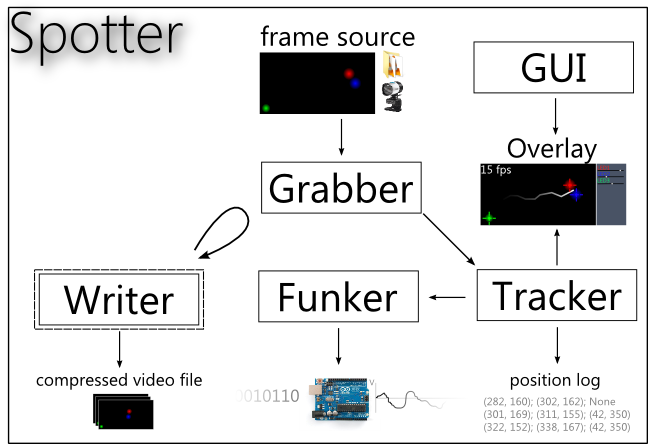 Spotter
frame source
GUI
Overlay
15 fps
Grabber
Writer
Funker
Tracker
compressed video file
0010110
position log
(282, 160); (302, 162); None
(301, 169); (311, 155); (42, 350)
(322, 152); (338, 167); (42, 350)